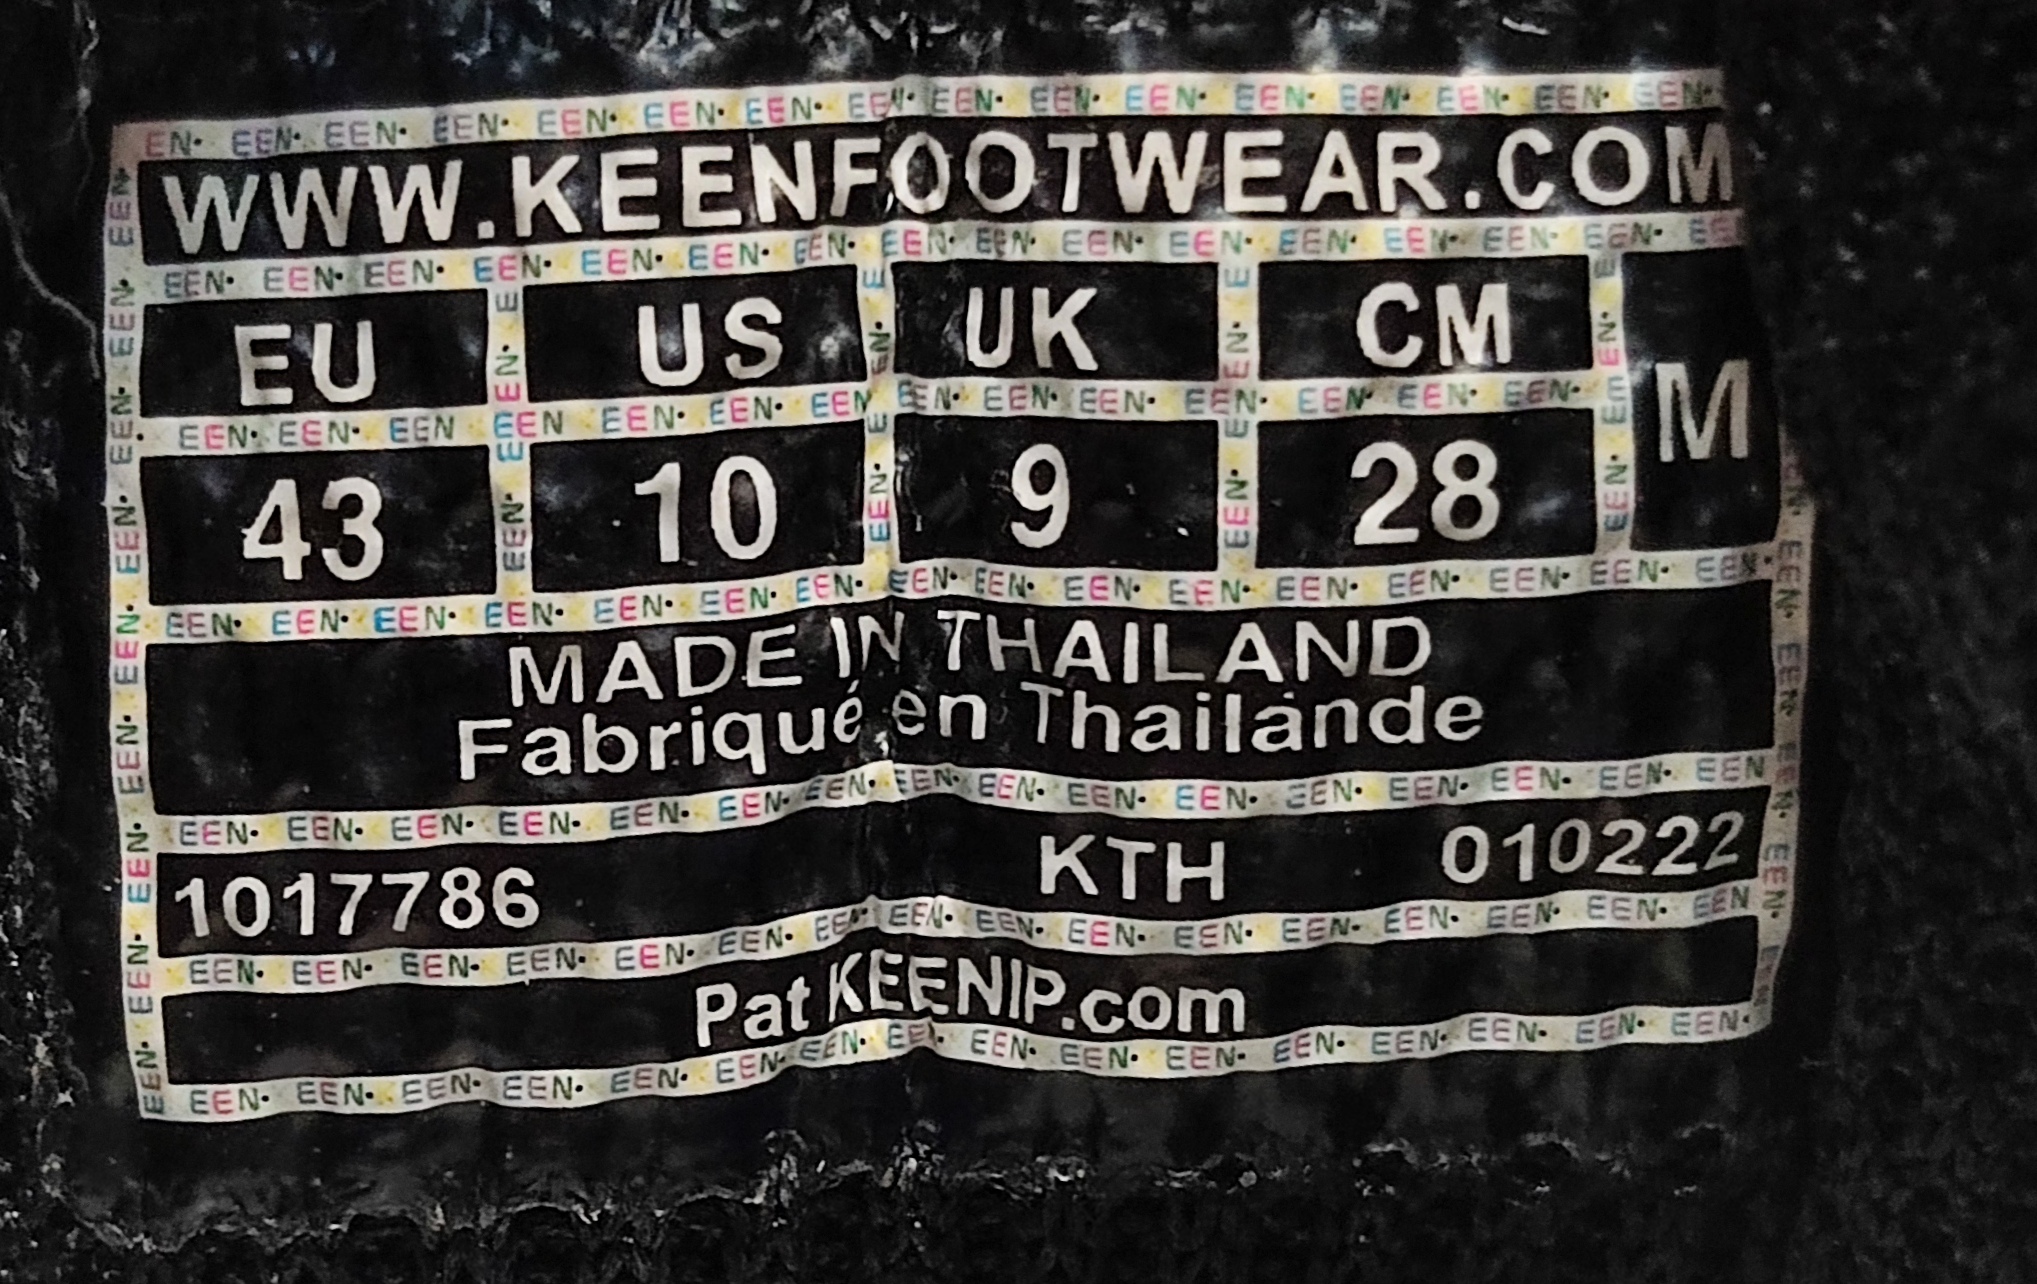 WWW.KEENFOOTWEAR.COM
EU US UK CM M
43 10 9 28
MADE IN THAILAND
Fabriqué en Thaïlande
1017786 KTH 010222
Pat KEENIP.com